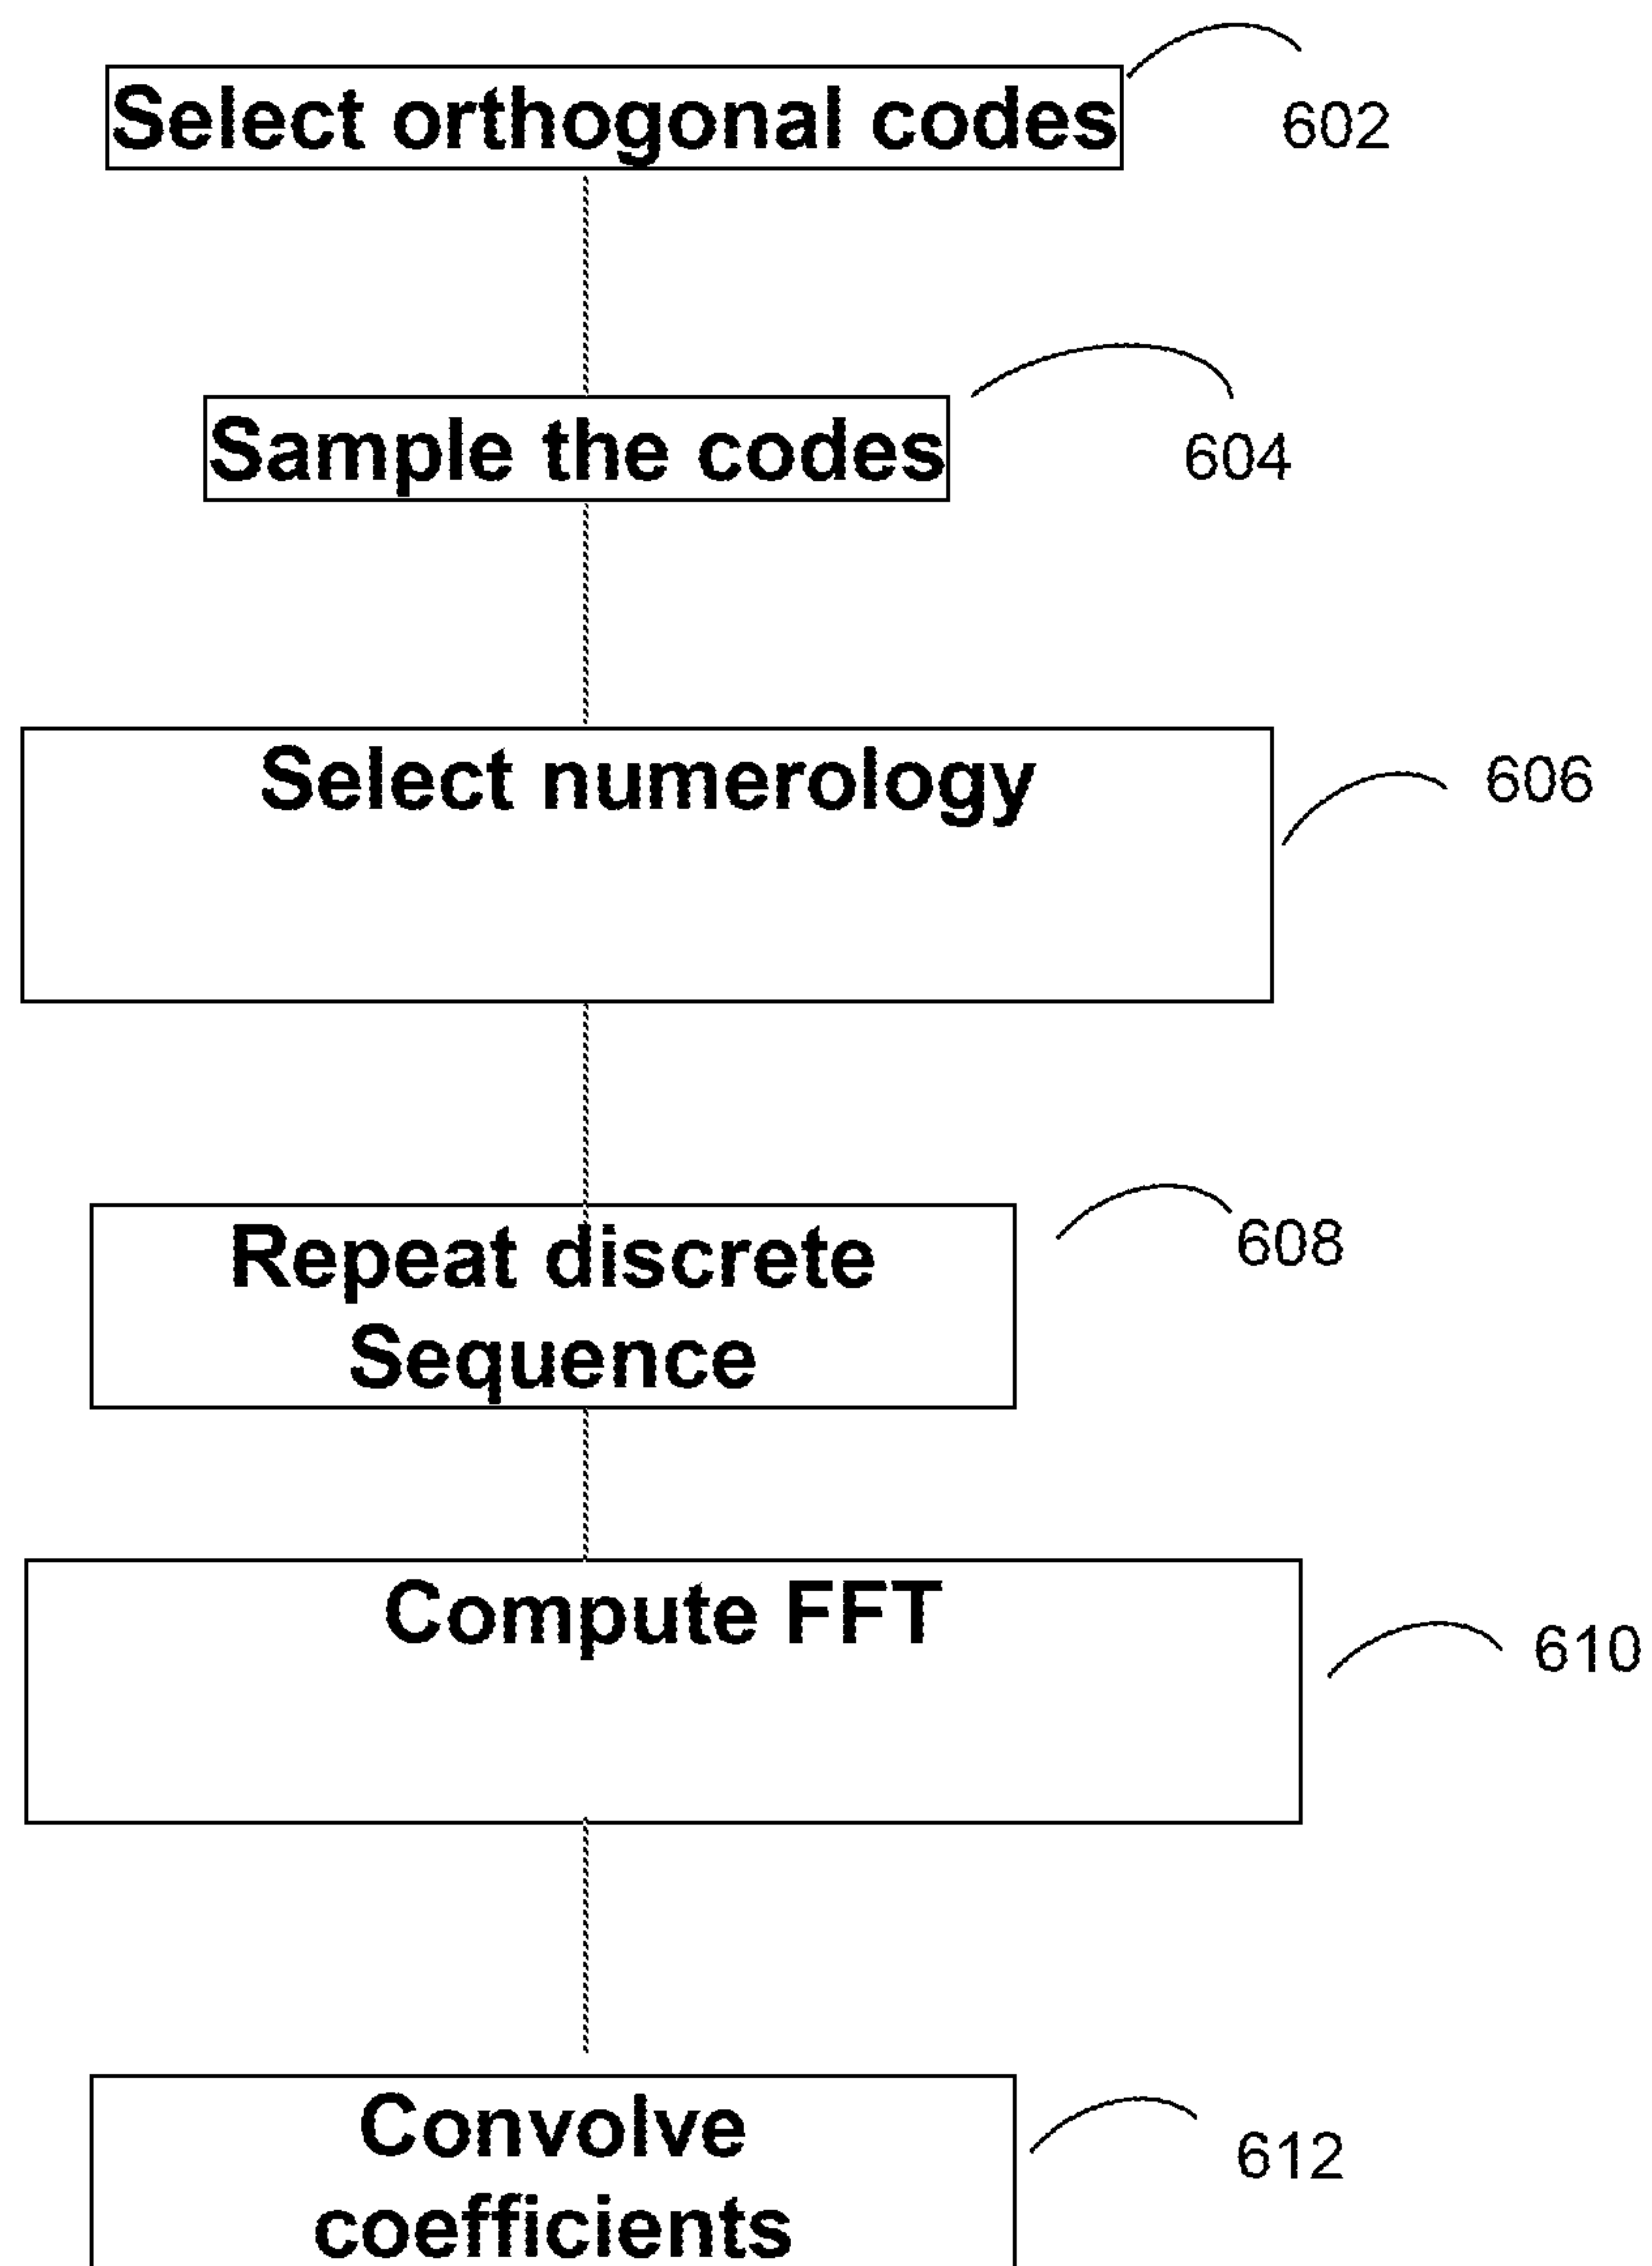 Select orthogonal codes
602
Sample the codes
604
Select numerology
606
Repeat discrete
Sequence
608
Compute FFT
610
Convolve
coefficients
612